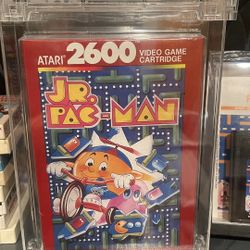 ATARI 2600 VIDEO GAME
CARTRIDGE
JR.
PAC-MAN